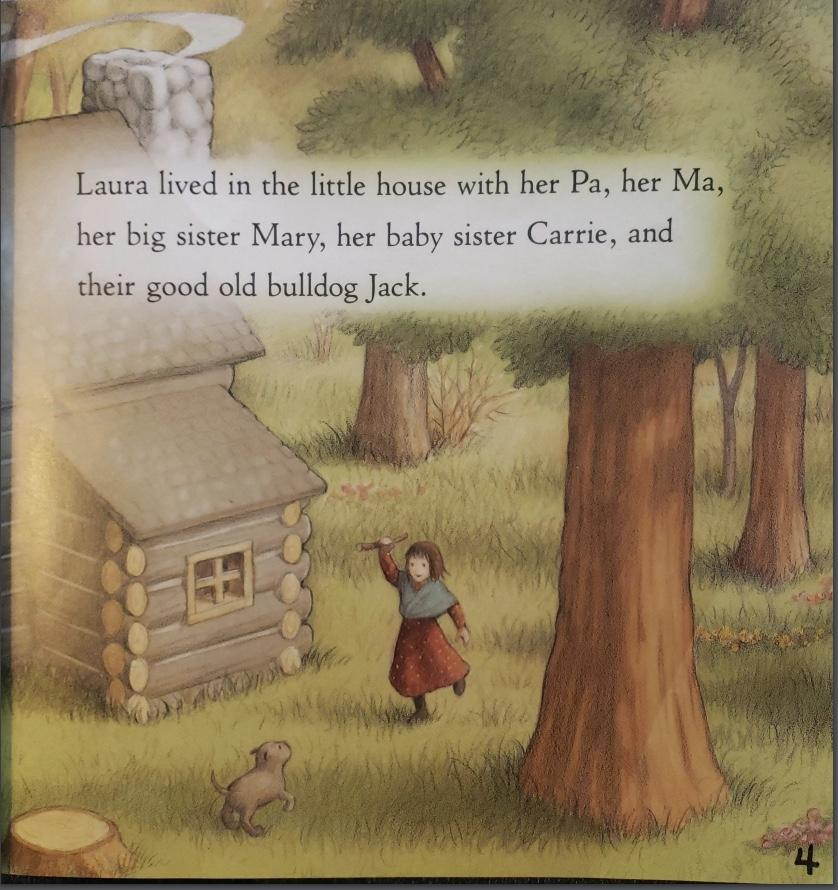 Laura lived in the little house with her Pa, her Ma,
her big sister Mary, her baby sister Carrie, and
their good old bulldog Jack.
4